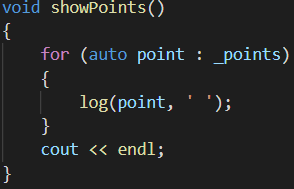 void showPoints()
{
    for (auto point : _points)
    {
        log(point, ' ');
    }
    cout << endl;
}